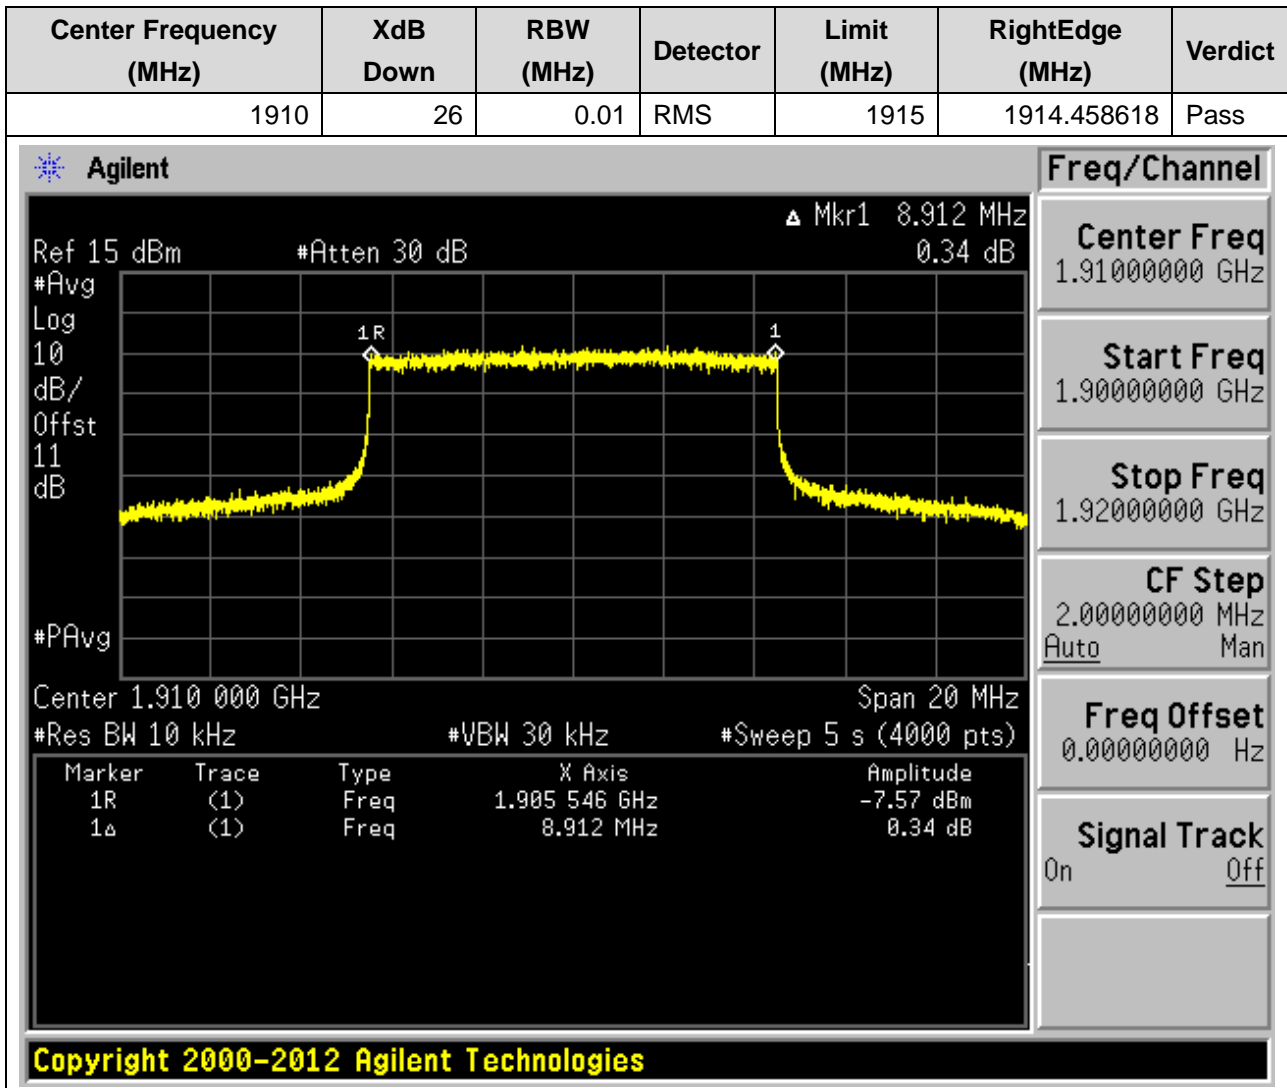 Center Frequency (MHz) XdB Down RBW (MHz) Detector Limit (MHz) RightEdge (MHz) Verdict
1910 26 0.01 RMS 1915 1914.458618 Pass
Agilent
Freq/Channel
Δ Mkr1 8.912 MHz
Ref 15 dBm #Atten 30 dB 0.34 dB
#Avg
Log
10
dB/
Offst
11
dB
1R
1
#PAvg
Center 1.910 000 GHz Span 20 MHz
#Res BW 10 kHz #VBW 30 kHz #Sweep 5 s (4000 pts)
Marker Trace Type X Axis Amplitude
1R (1) Freq 1.905 546 GHz -7.57 dBm
1Δ (1) Freq 8.912 MHz 0.34 dB
Center Freq
1.91000000 GHz
Start Freq
1.90000000 GHz
Stop Freq
1.92000000 GHz
CF Step
2.00000000 MHz
Auto Man
Freq Offset
0.00000000 Hz
Signal Track
On Off
Copyright 2000-2012 Agilent Technologies